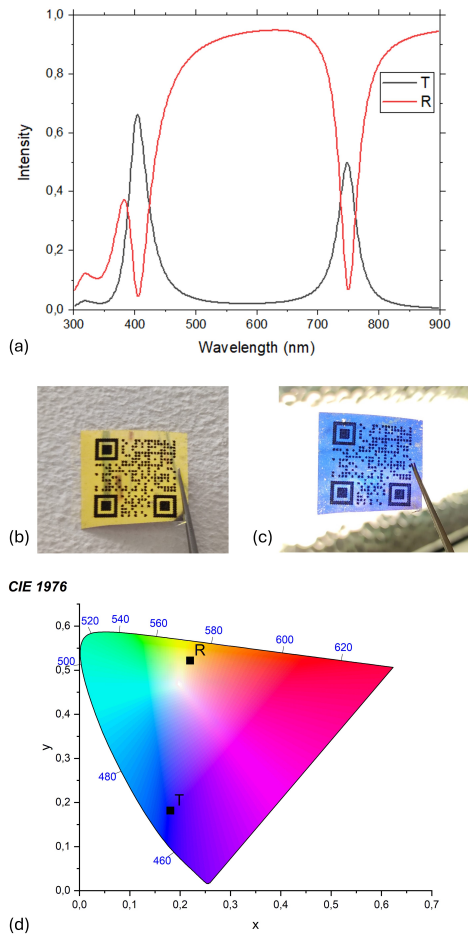 1,0
0,8
0,6
0,4
0,2
0,0
Intensity
T
R
300 400 500 600 700 800 900
Wavelength (nm)
(a)
(b)
(c)
CIE 1976
0,6
0,5
0,4
0,3
0,2
0,1
0,0
y
520 540 560 580 600 620
500
480
460
R
T
0,0 0,1 0,2 0,3 0,4 0,5 0,6 0,7
x
(d)